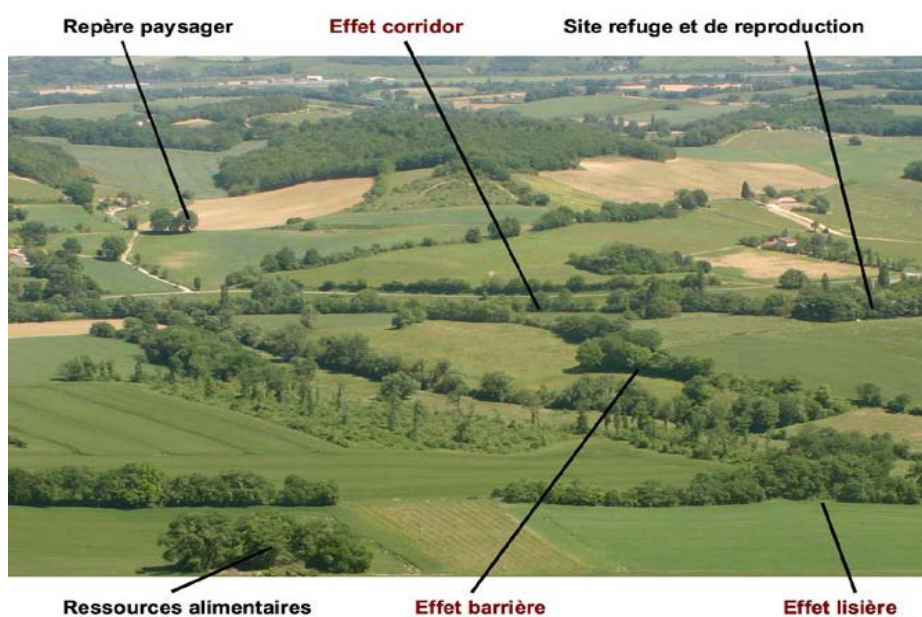 Repère paysager
Effet corridor
Site refuge et de reproduction
Ressources alimentaires
Effet barrière
Effet lisière